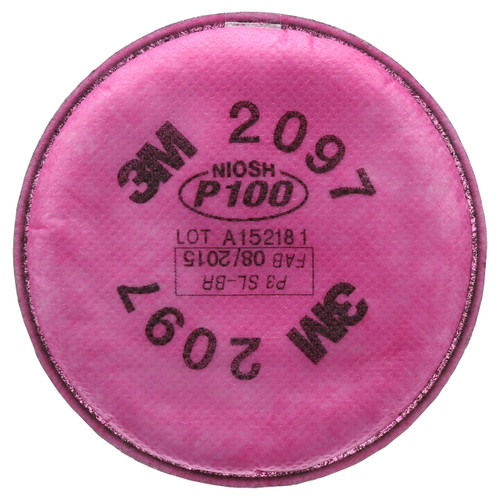 3M 2097
NIOSH
P100
LOT A152181
FAB 08/2015
P3 SL-BR
3M 2097